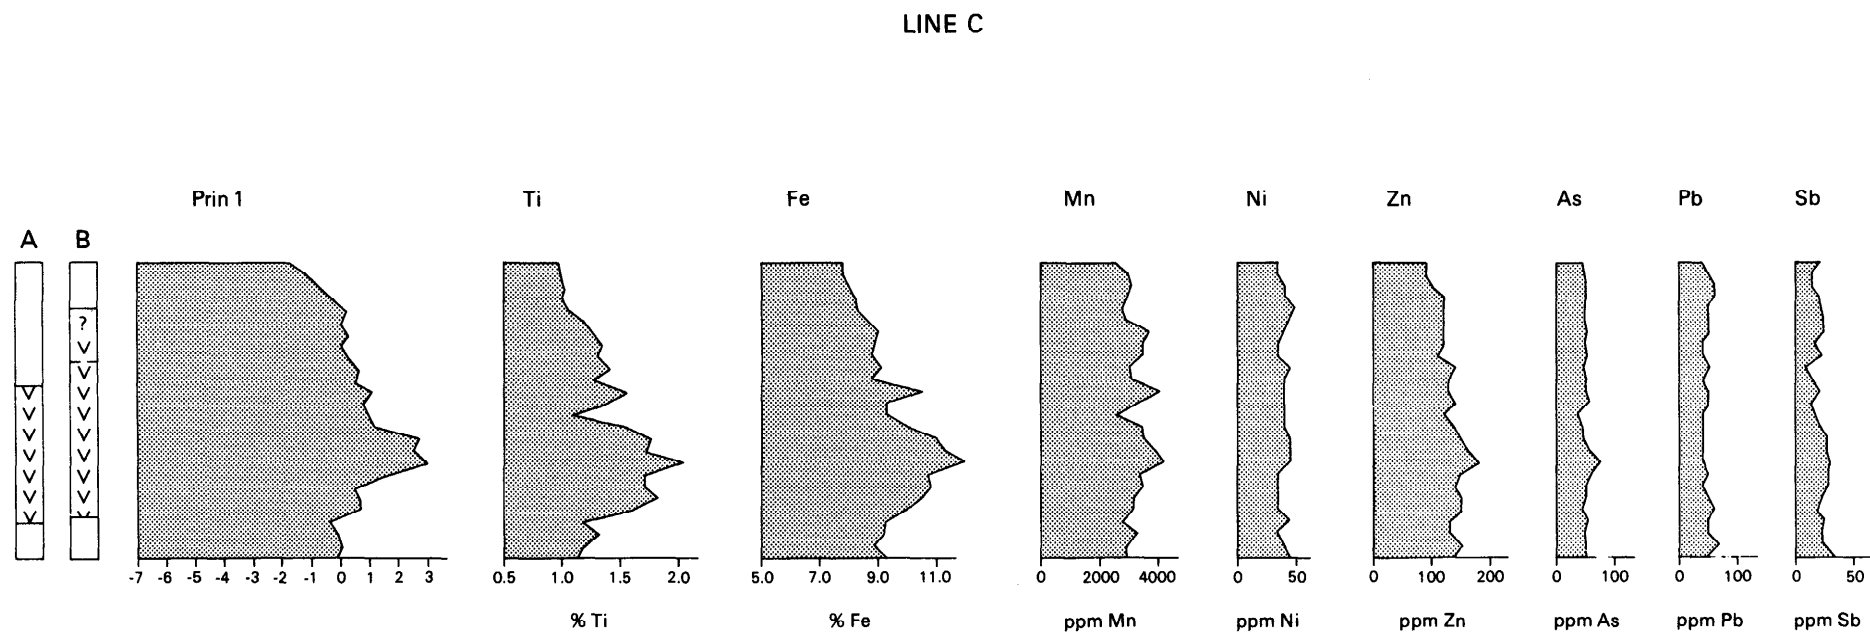 LINE C
Prin 1 Ti Fe Mn Ni Zn As Pb Sb
A B
?
V V V V V V V
V V V V V V V V V
-7 -6 -5 -4 -3 -2 -1 0 1 2 3 0.5 1.0 1.5 2.0 5.0 7.0 9.0 11.0 0 2000 4000 0 50 0 100 200 0 100 0 100 0 50
% Ti % Fe ppm Mn ppm Ni ppm Zn ppm As ppm Pb ppm Sb